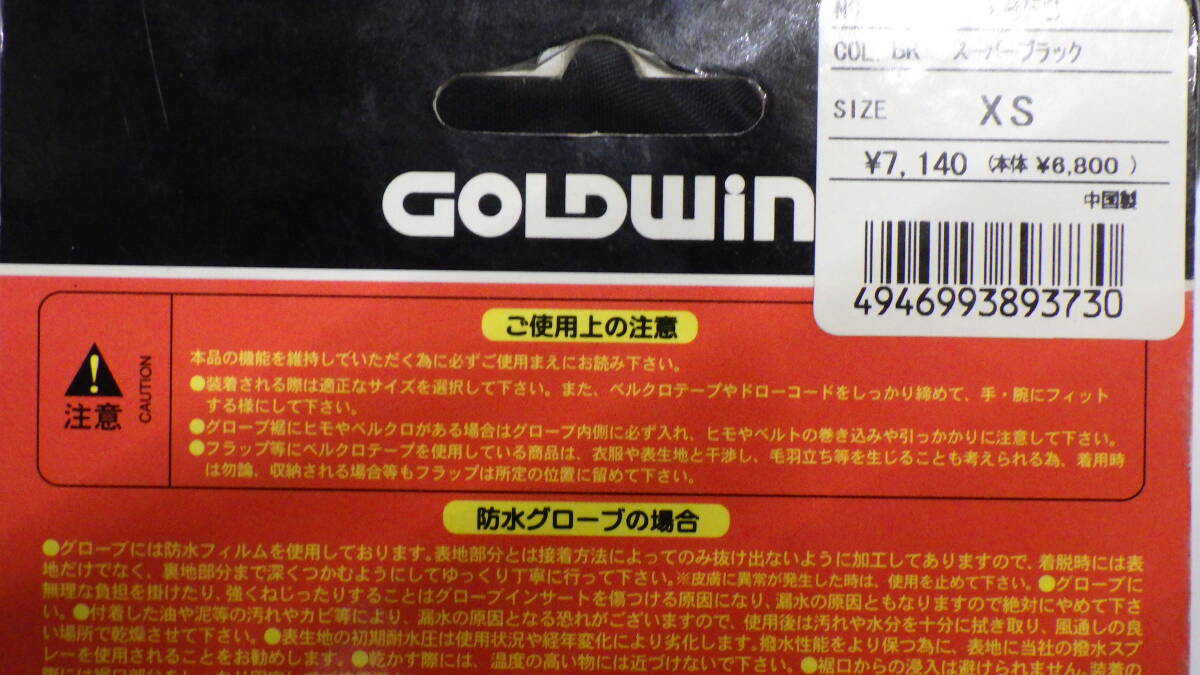 COL. BK スーパーブラック
SIZE XS
¥7,140 (本体 ¥6,800 )
中国製
4946993893730
GOLDWIN
ご使用上の注意
注意
CAUTION
本品の機能を維持していただく為に必ずご使用まえにお読み下さい。
●装着される際は適正なサイズを選択して下さい。また、ベルクロテープやドローコードをしっかり締めて、手・腕にフィット
する様にして下さい。
●グローブ裾にヒモやベルクロがある場合はグローブ内側に必ず入れ、ヒモやベルトの巻き込みや引っかかりに注意して下さい。
●フラップ等にベルクロテープを使用している商品は、衣服や表生地と干渉し、毛羽立ち等を生じることも考えられる為、着用時
は勿論、収納される場合等もフラップは所定の位置に留めて下さい。
防水グローブの場合
●グローブには防水フィルムを使用しております。表地部分とは接着方法によってのみ抜け出ないように加工してありますので、着脱時には表
地だけでなく、裏地部分まで深くつかむようにしてゆっくり丁寧に行って下さい。※皮膚に異常が発生した時は、使用を止めて下さい。●グローブに
無理な負担を掛けたり、強くねじったりすることはグローブインサートを傷つける原因になり、漏水の原因ともなりますので絶対にやめて下さ
い。●付着した油や泥等の汚れやカビ等により、漏水の原因となる恐れがございますので、使用後は汚れや水分を十分に拭き取り、風通しの良
い場所で乾燥させて下さい。●表生地の初期耐水圧は使用状況や経年変化により劣化します。撥水性能をより保つ為に、表地に当社の撥水スプ
レーを使用されることをお勧めします。●乾かす際には、温度の高い物には近づけないで下さい。●裾口からの浸入は避けられません。装着の